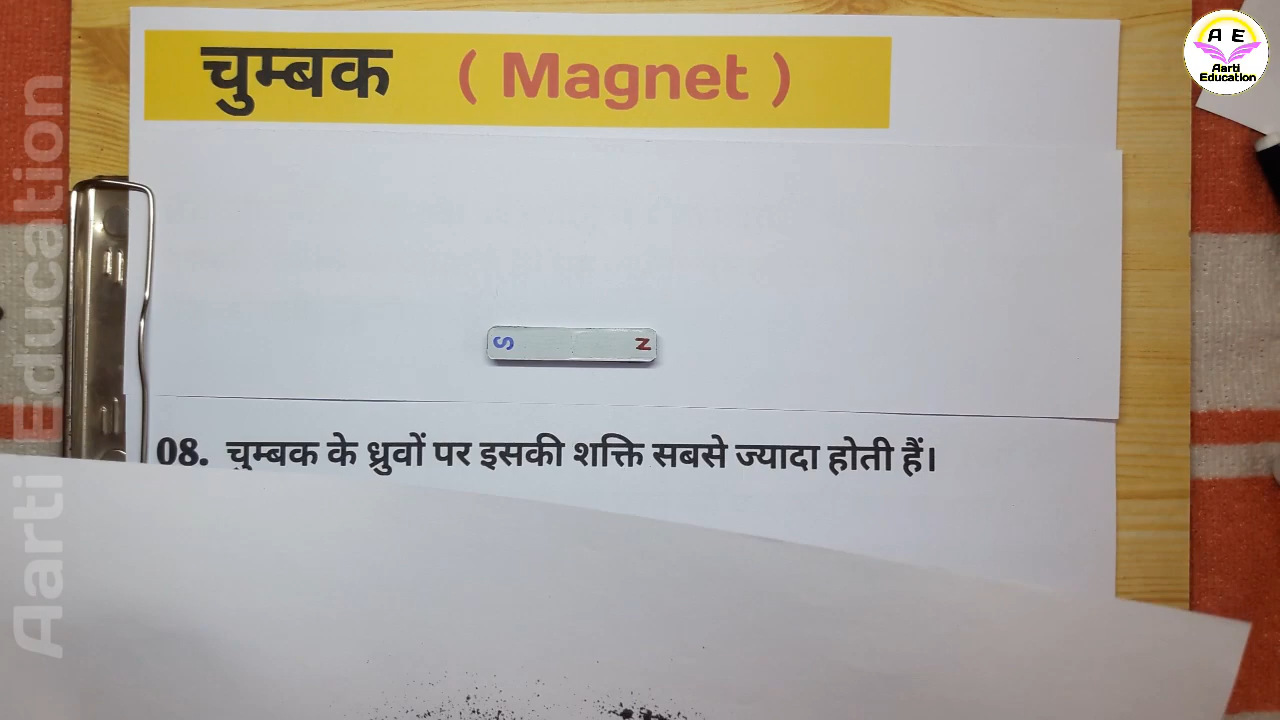 चुम्बक ( Magnet )
A E
Aarti
Education
S N
08. चुम्बक के ध्रुवों पर इसकी शक्ति सबसे ज्यादा होती हैं।
Aarti Education